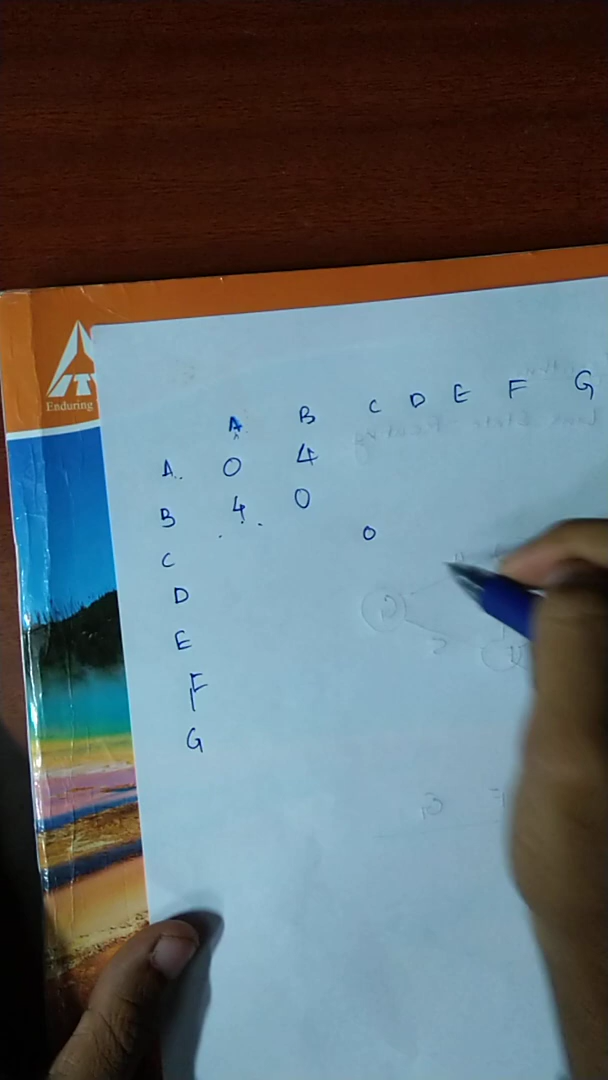 Enduring
A B C D E F G
A 0 4
B 4 0
C 0
D
E
F
G